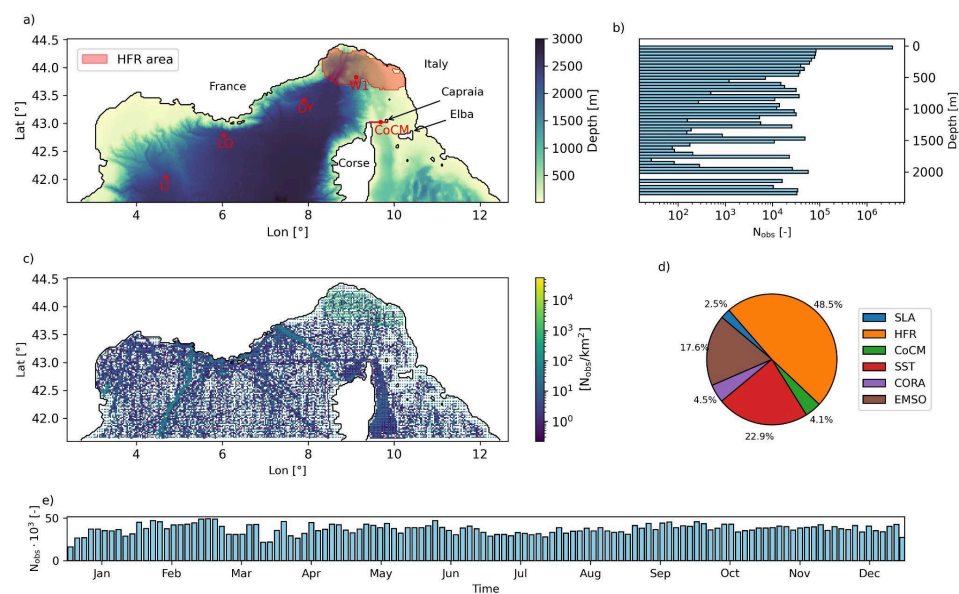 a)
44.5
44.0
43.5
43.0
42.5
42.0
Lat [°]
HFR area
France
Italy
W1
DY
LO
LI
CoCM
Capraia
Elba
Corse
4
6
8
10
12
Lon [°]
3000
2500
2000
1500
1000
500
Depth [m]
b)
0
500
1000
1500
2000
Depth [m]
10² 10³ 10⁴ 10⁵ 10⁶
N_obs [-]
c)
44.5
44.0
43.5
43.0
42.5
42.0
Lat [°]
4
6
8
10
12
Lon [°]
10⁴
10³
10²
10¹
10⁰
[N_obs/km²]
d)
2.5%
48.5%
17.6%
4.5%
22.9%
4.1%
SLA
HFR
CoCM
SST
CORA
EMSO
e)
50
0
N_obs · 10³ [-]
Jan Feb Mar Apr May Jun Jul Aug Sep Oct Nov Dec
Time